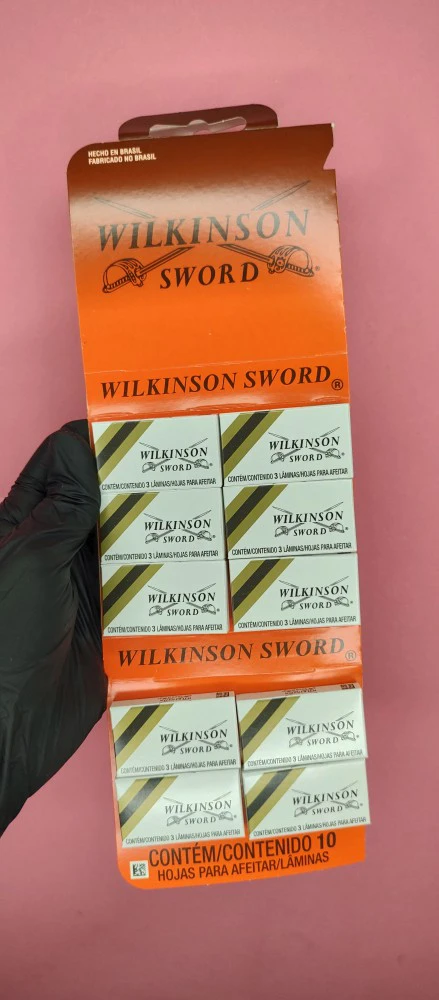 HECHO EN BRASIL
FABRICADO NO BRASIL
WILKINSON
SWORD
WILKINSON SWORD®
WILKINSON
SWORD
CONTÉM/CONTENIDO 3 LÂMINAS/HOJAS PARA AFEITAR
WILKINSON
SWORD
CONTÉM/CONTENIDO 3 LÂMINAS/HOJAS PARA AFEITAR
WILKINSON
SWORD
CONTÉM/CONTENIDO 3 LÂMINAS/HOJAS PARA AFEITAR
WILKINSON
SWORD
CONTÉM/CONTENIDO 3 LÂMINAS/HOJAS PARA AFEITAR
WILKINSON
SWORD
CONTÉM/CONTENIDO 3 LÂMINAS/HOJAS PARA AFEITAR
WILKINSON
SWORD
CONTÉM/CONTENIDO 3 LÂMINAS/HOJAS PARA AFEITAR
WILKINSON SWORD®
WILKINSON
SWORD
CONTÉM/CONTENIDO 3 LÂMINAS/HOJAS PARA AFEITAR
WILKINSON
SWORD
CONTÉM/CONTENIDO 3 LÂMINAS/HOJAS PARA AFEITAR
WILKINSON
SWORD
CONTÉM/CONTENIDO 3 LÂMINAS/HOJAS PARA AFEITAR
WILKINSON
SWORD
CONTÉM/CONTENIDO 3 LÂMINAS/HOJAS PARA AFEITAR
CONTÉM/CONTENIDO 10
HOJAS PARA AFEITAR/LÂMINAS